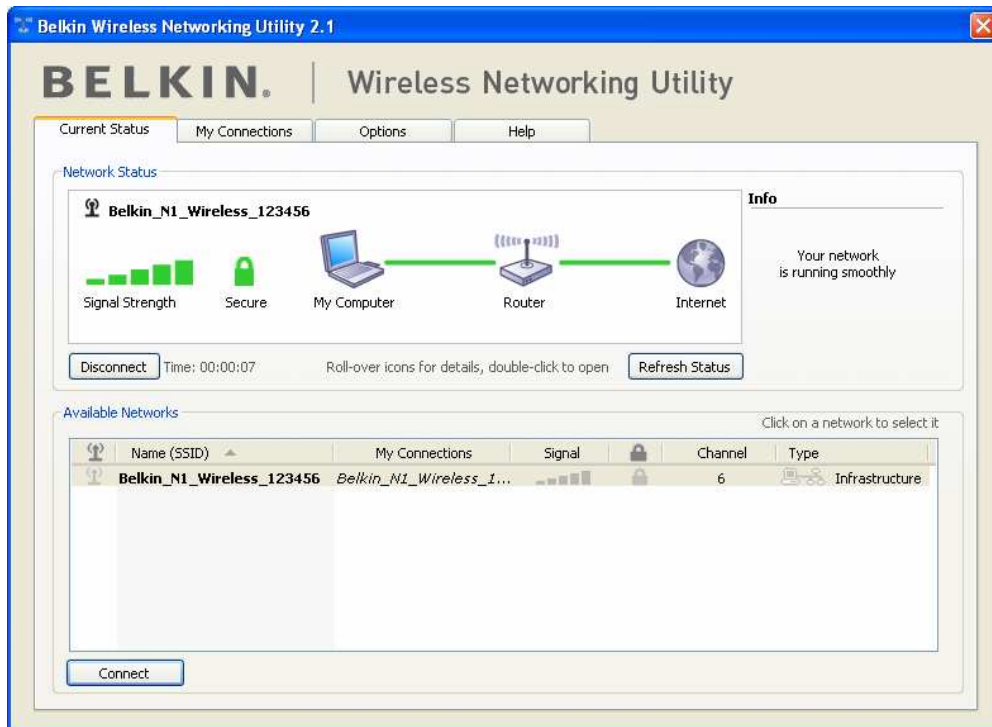 Belkin Wireless Networking Utility 2.1
BELKIN. | Wireless Networking Utility
Current Status My Connections Options Help
Network Status
Belkin_N1_Wireless_123456
Signal Strength Secure My Computer Router Internet
Info
Your network
is running smoothly
Disconnect Time: 00:00:07 Roll-over icons for details, double-click to open Refresh Status
Available Networks
Click on a network to select it
Name (SSID) My Connections Signal Channel Type
Belkin_N1_Wireless_123456 Belkin_N1_Wireless_1... 6 Infrastructure
Connect